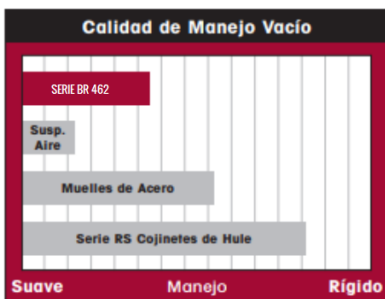 Calidad de Manejo Vacío
SERIE BR 462
Susp.
Aire
Muelles de Acero
Serie RS Cojinetes de Hule
Suave Manejo Rígido